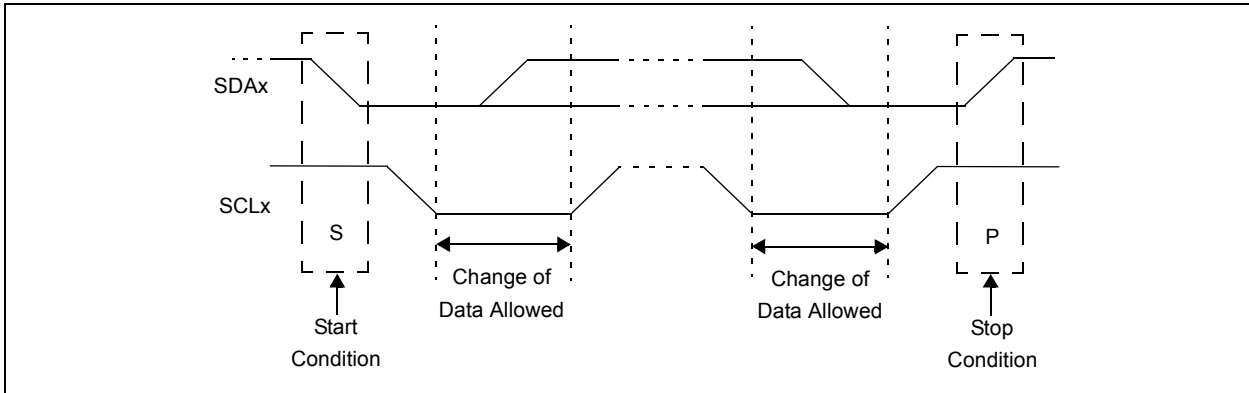 SDAx
SCLx
S
P
Change of
Data Allowed
Change of
Data Allowed
Start
Condition
Stop
Condition